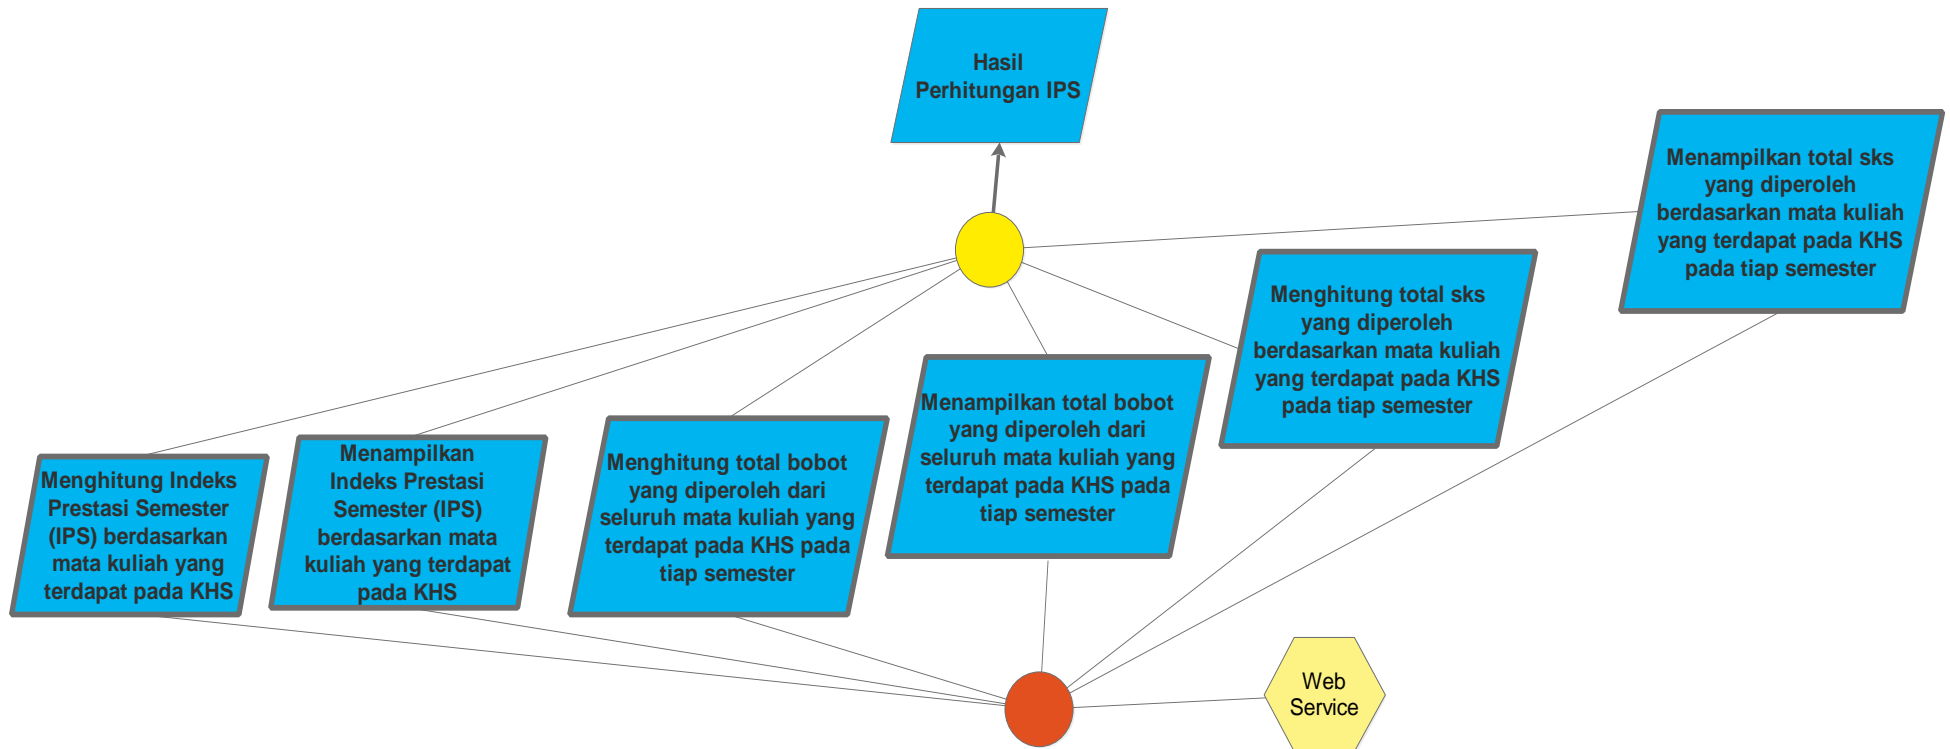 Hasil
Perhitungan IPS
Menampilkan total sks
yang diperoleh
berdasarkan mata kuliah
yang terdapat pada KHS
pada tiap semester
Menghitung total sks
yang diperoleh
berdasarkan mata kuliah
yang terdapat pada KHS
pada tiap semester
Menampilkan total bobot
yang diperoleh dari
seluruh mata kuliah yang
terdapat pada KHS pada
tiap semester
Menghitung total bobot
yang diperoleh dari
seluruh mata kuliah yang
terdapat pada KHS pada
tiap semester
Menampilkan
Indeks Prestasi
Semester (IPS)
berdasarkan mata
kuliah yang terdapat
pada KHS
Menghitung Indeks
Prestasi Semester
(IPS) berdasarkan
mata kuliah yang
terdapat pada KHS
Web
Service